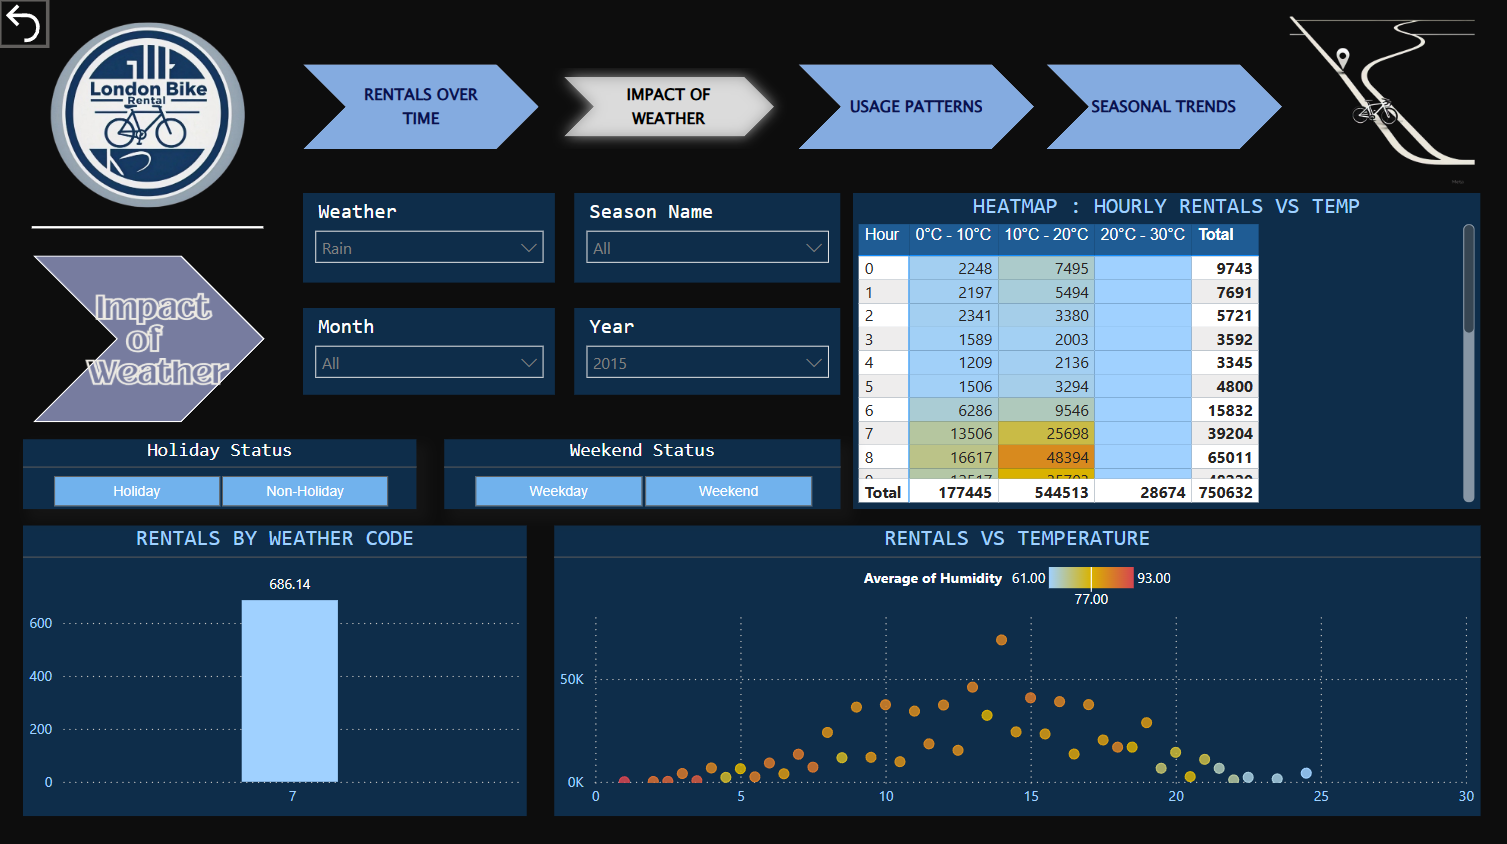 London Bike
Rental
RENTALS OVER
TIME
IMPACT OF
WEATHER
USAGE PATTERNS
SEASONAL TRENDS
Impact
of
Weather
Weather
Rain
Season Name
All
Month
All
Year
2015
HEATMAP : HOURLY RENTALS VS TEMP
Hour 0°C - 10°C 10°C - 20°C 20°C - 30°C Total
0 2248 7495 9743
1 2197 5494 7691
2 2341 3380 5721
3 1589 2003 3592
4 1209 2136 3345
5 1506 3294 4800
6 6286 9546 15832
7 13506 25698 39204
8 16617 48394 65011
Total 177445 544513 28674 750632
Holiday Status
Holiday Non-Holiday
Weekend Status
Weekday Weekend
RENTALS BY WEATHER CODE
686.14
600
400
200
0
7
RENTALS VS TEMPERATURE
Average of Humidity 61.00 93.00
77.00
50K
0K
0 5 10 15 20 25 30